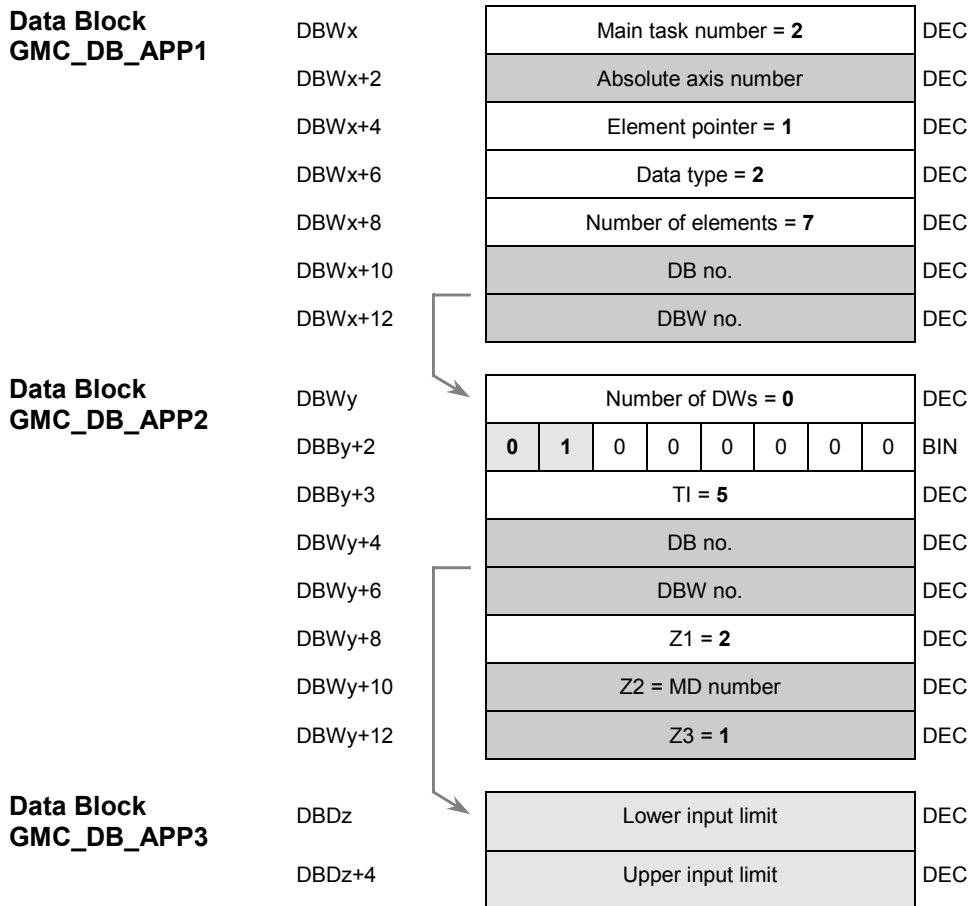 Data Block
GMC_DB_APP1
DBWx Main task number = 2 DEC
DBWx+2 Absolute axis number DEC
DBWx+4 Element pointer = 1 DEC
DBWx+6 Data type = 2 DEC
DBWx+8 Number of elements = 7 DEC
DBWx+10 DB no. DEC
DBWx+12 DBW no. DEC
Data Block
GMC_DB_APP2
DBWy Number of DWs = 0 DEC
DBBy+2 0 1 0 0 0 0 0 0 BIN
DBBy+3 TI = 5 DEC
DBWy+4 DB no. DEC
DBWy+6 DBW no. DEC
DBWy+8 Z1 = 2 DEC
DBWy+10 Z2 = MD number DEC
DBWy+12 Z3 = 1 DEC
Data Block
GMC_DB_APP3
DBDz Lower input limit DEC
DBDz+4 Upper input limit DEC